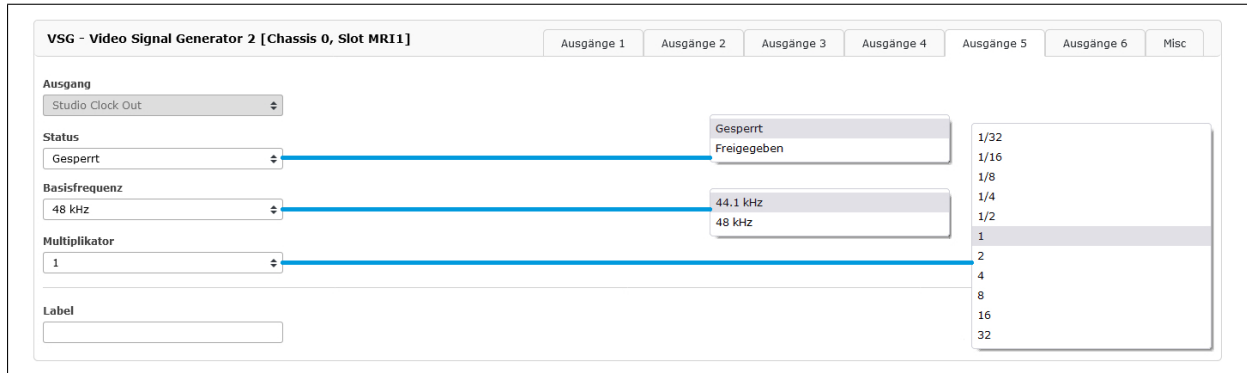 VSG - Video Signal Generator 2 [Chassis 0, Slot MRI1]
Ausgänge 1
Ausgänge 2
Ausgänge 3
Ausgänge 4
Ausgänge 5
Ausgänge 6
Misc
Ausgang
Studio Clock Out
Status
Gesperrt
Gesperrt
Freigegeben
Basisfrequenz
48 kHz
44.1 kHz
48 kHz
Multiplikator
1
1/32
1/16
1/8
1/4
1/2
1
2
4
8
16
32
Label